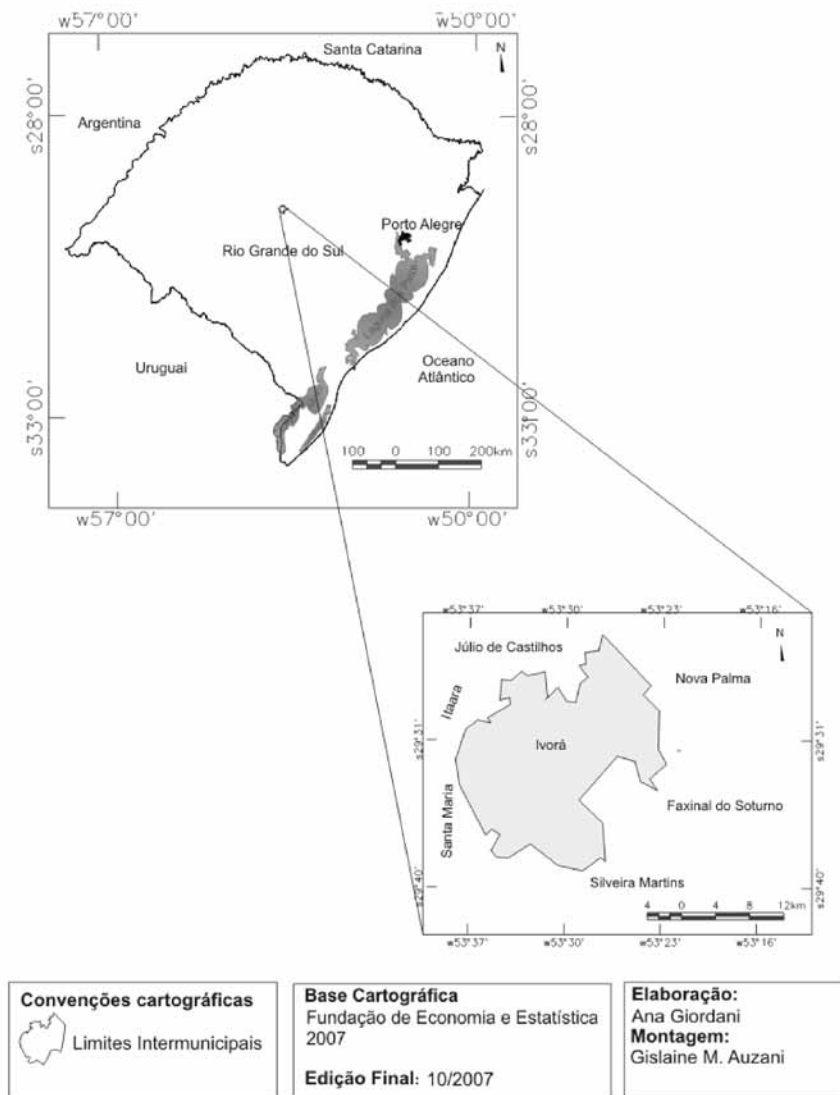 w57°00'
w50°00'
Santa Catarina
N
s28°00'
s28°00'
Argentina
Porto Alegre
Rio Grande do Sul
Uruguai
Oceano
Atlântico
s33°00'
s33°00'
100 0 100 200km
w57°00'
w50°00'
w53°37' w53°30' w53°23' w53°16'
Júlio de Castilhos
N
Nova Palma
Itaara
s29°31'
Ivorá
s29°31'
Santa Maria
Faxinal do Soturno
Silveira Martins
s29°40'
s29°40'
4 0 4 8 12km
w53°37' w53°30' w53°23' w53°16'
Convenções cartográficas
Limites Intermunicipais
Base Cartográfica
Fundação de Economia e Estatística
2007
Edição Final: 10/2007
Elaboração:
Ana Giordani
Montagem:
Gislaine M. Auzani